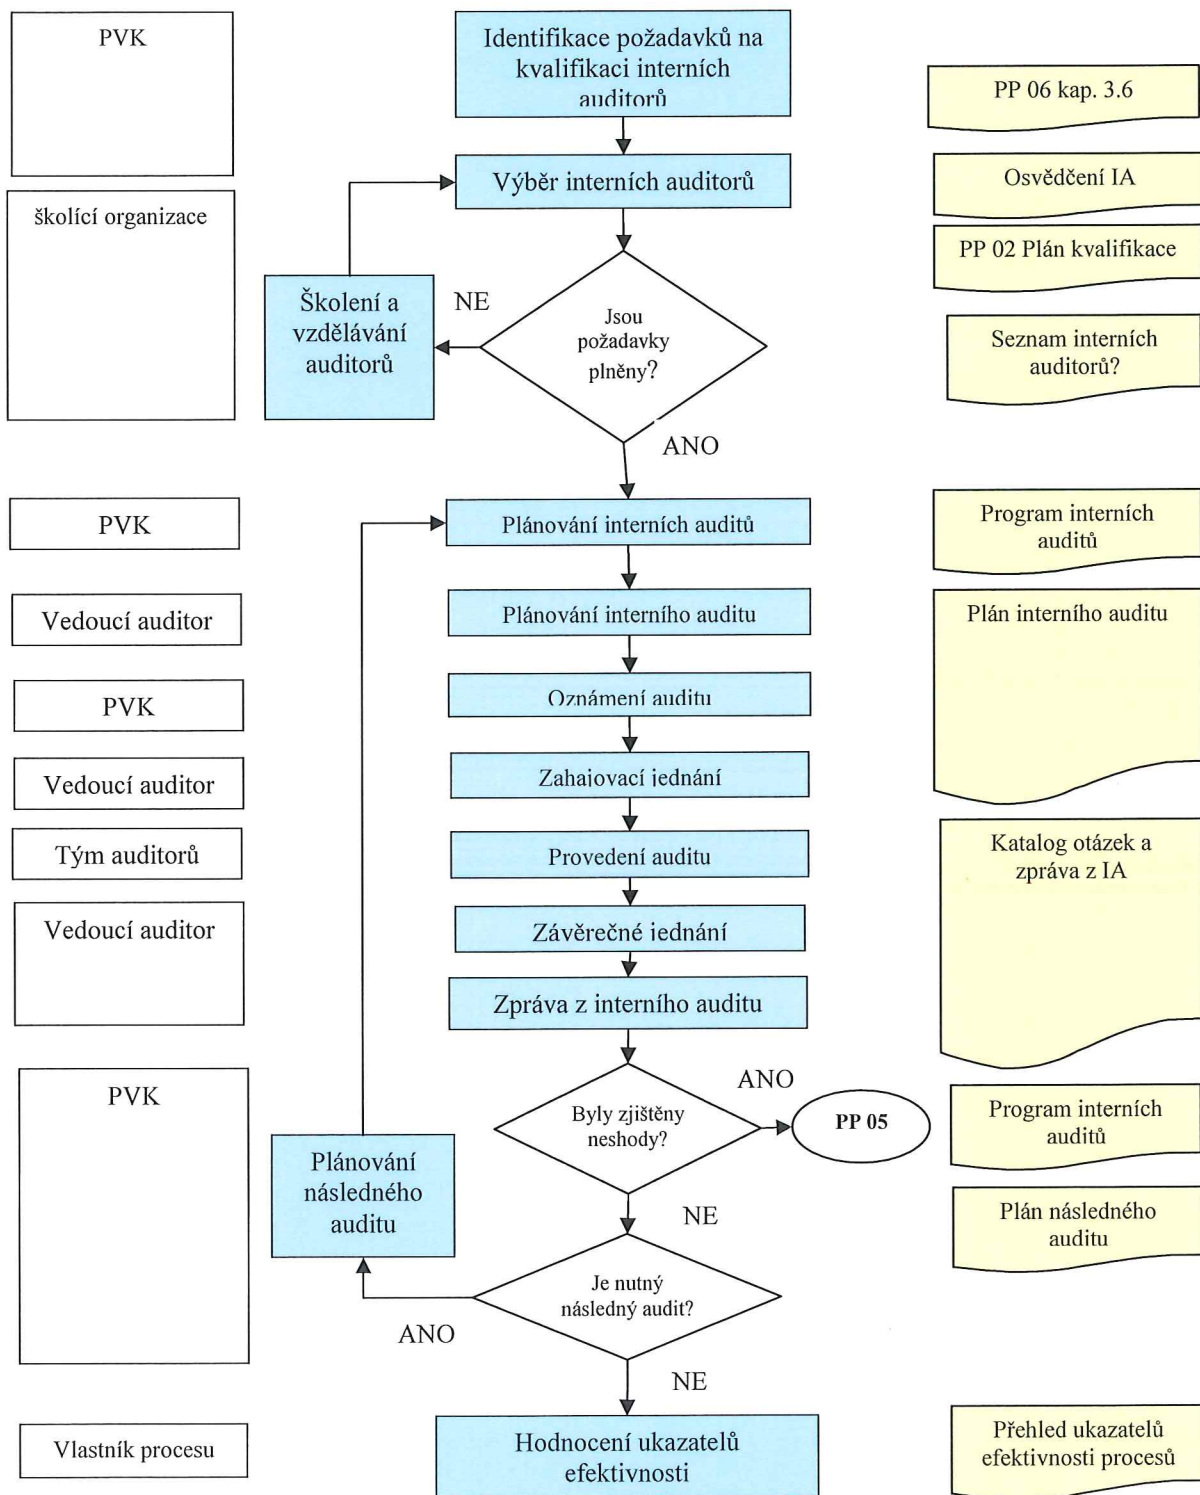 PVK
Identifikace požadavků na
kvalifikaci interních
auditorů
PP 06 kap. 3.6
Výběr interních auditorů
Osvědčení IA
školící organizace
PP 02 Plán kvalifikace
Školení a
vzdělávání
auditorů
NE
Jsou
požadavky
plněny?
Seznam interních
auditorů?
ANO
PVK
Plánování interních auditů
Program interních
auditů
Vedoucí auditor
Plánování interního auditu
Plán interního auditu
PVK
Oznámení auditu
Vedoucí auditor
Zahajovací jednání
Tým auditorů
Provedení auditu
Katalog otázek a
zpráva z IA
Vedoucí auditor
Závěrečné jednání
Zpráva z interního auditu
PVK
Byly zjištěny
neshody?
ANO
PP 05
Program interních
auditů
Plánování
následného
auditu
NE
Plán následného
auditu
Je nutný
následný audit?
ANO
NE
Vlastník procesu
Hodnocení ukazatelů
efektivnosti
Přehled ukazatelů
efektivnosti procesů